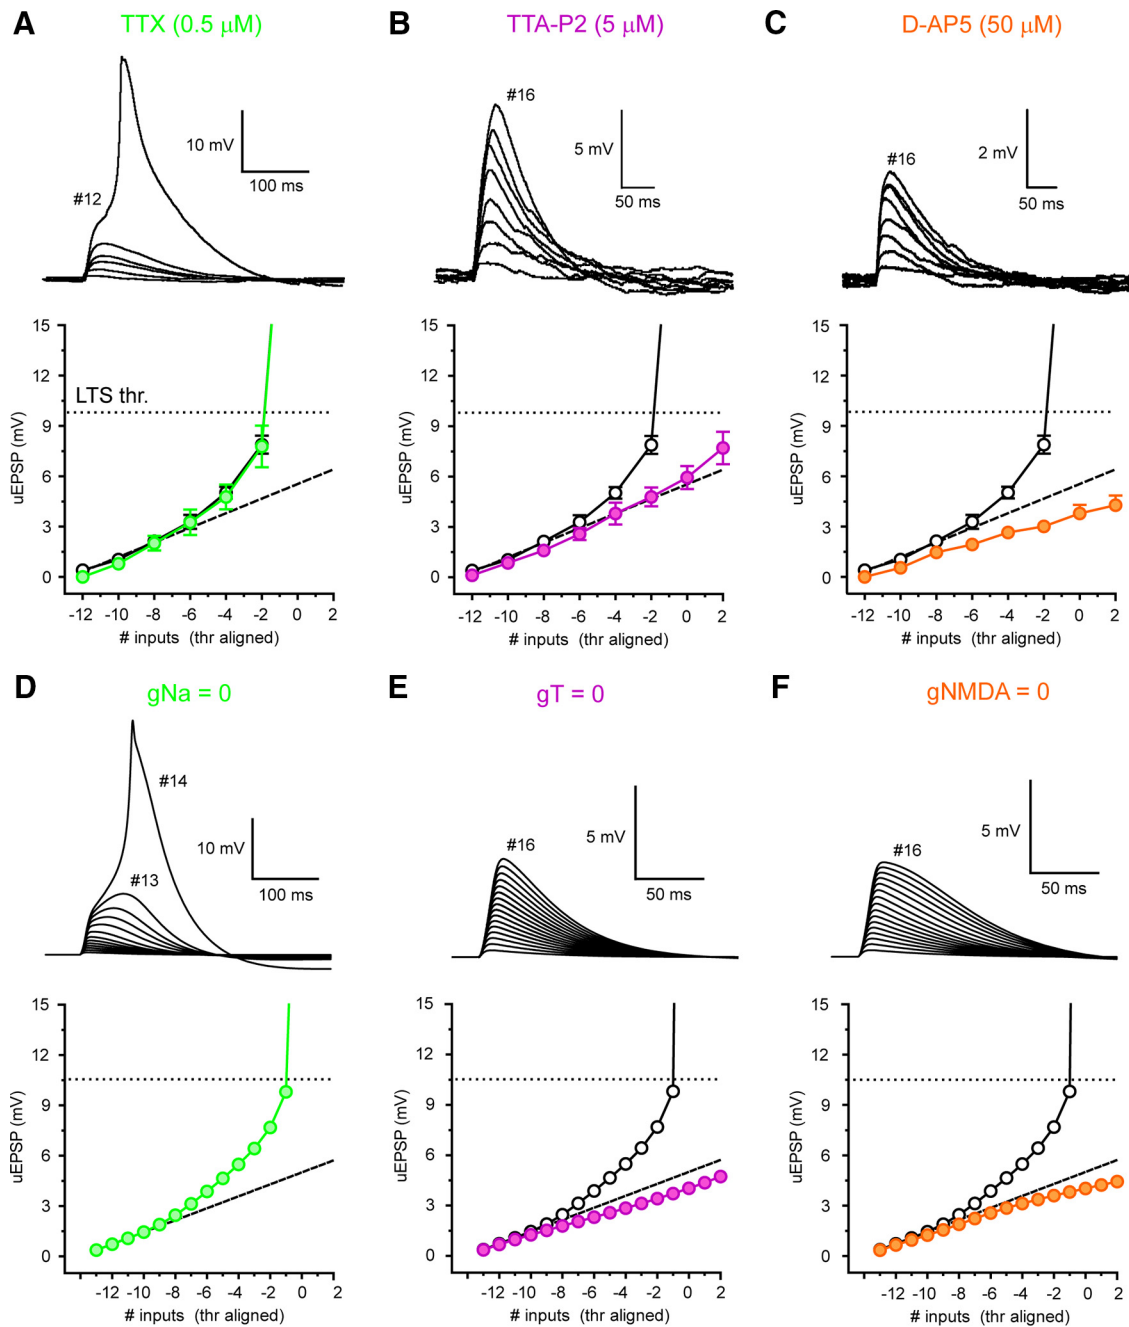 A
TTX (0.5 μM)
#12
10 mV
100 ms
15
12
LTS thr.
9
6
3
0
uEPSP (mV)
-12 -10 -8 -6 -4 -2 0 2
# inputs (thr aligned)
B
TTA-P2 (5 μM)
#16
5 mV
50 ms
15
12
9
6
3
0
uEPSP (mV)
-12 -10 -8 -6 -4 -2 0 2
# inputs (thr aligned)
C
D-AP5 (50 μM)
#16
2 mV
50 ms
15
12
9
6
3
0
uEPSP (mV)
-12 -10 -8 -6 -4 -2 0 2
# inputs (thr aligned)
D
gNa = 0
#14
#13
10 mV
100 ms
15
12
9
6
3
0
uEPSP (mV)
-12 -10 -8 -6 -4 -2 0 2
# inputs (thr aligned)
E
gT = 0
#16
5 mV
50 ms
15
12
9
6
3
0
uEPSP (mV)
-12 -10 -8 -6 -4 -2 0 2
# inputs (thr aligned)
F
gNMDA = 0
#16
5 mV
50 ms
15
12
9
6
3
0
uEPSP (mV)
-12 -10 -8 -6 -4 -2 0 2
# inputs (thr aligned)